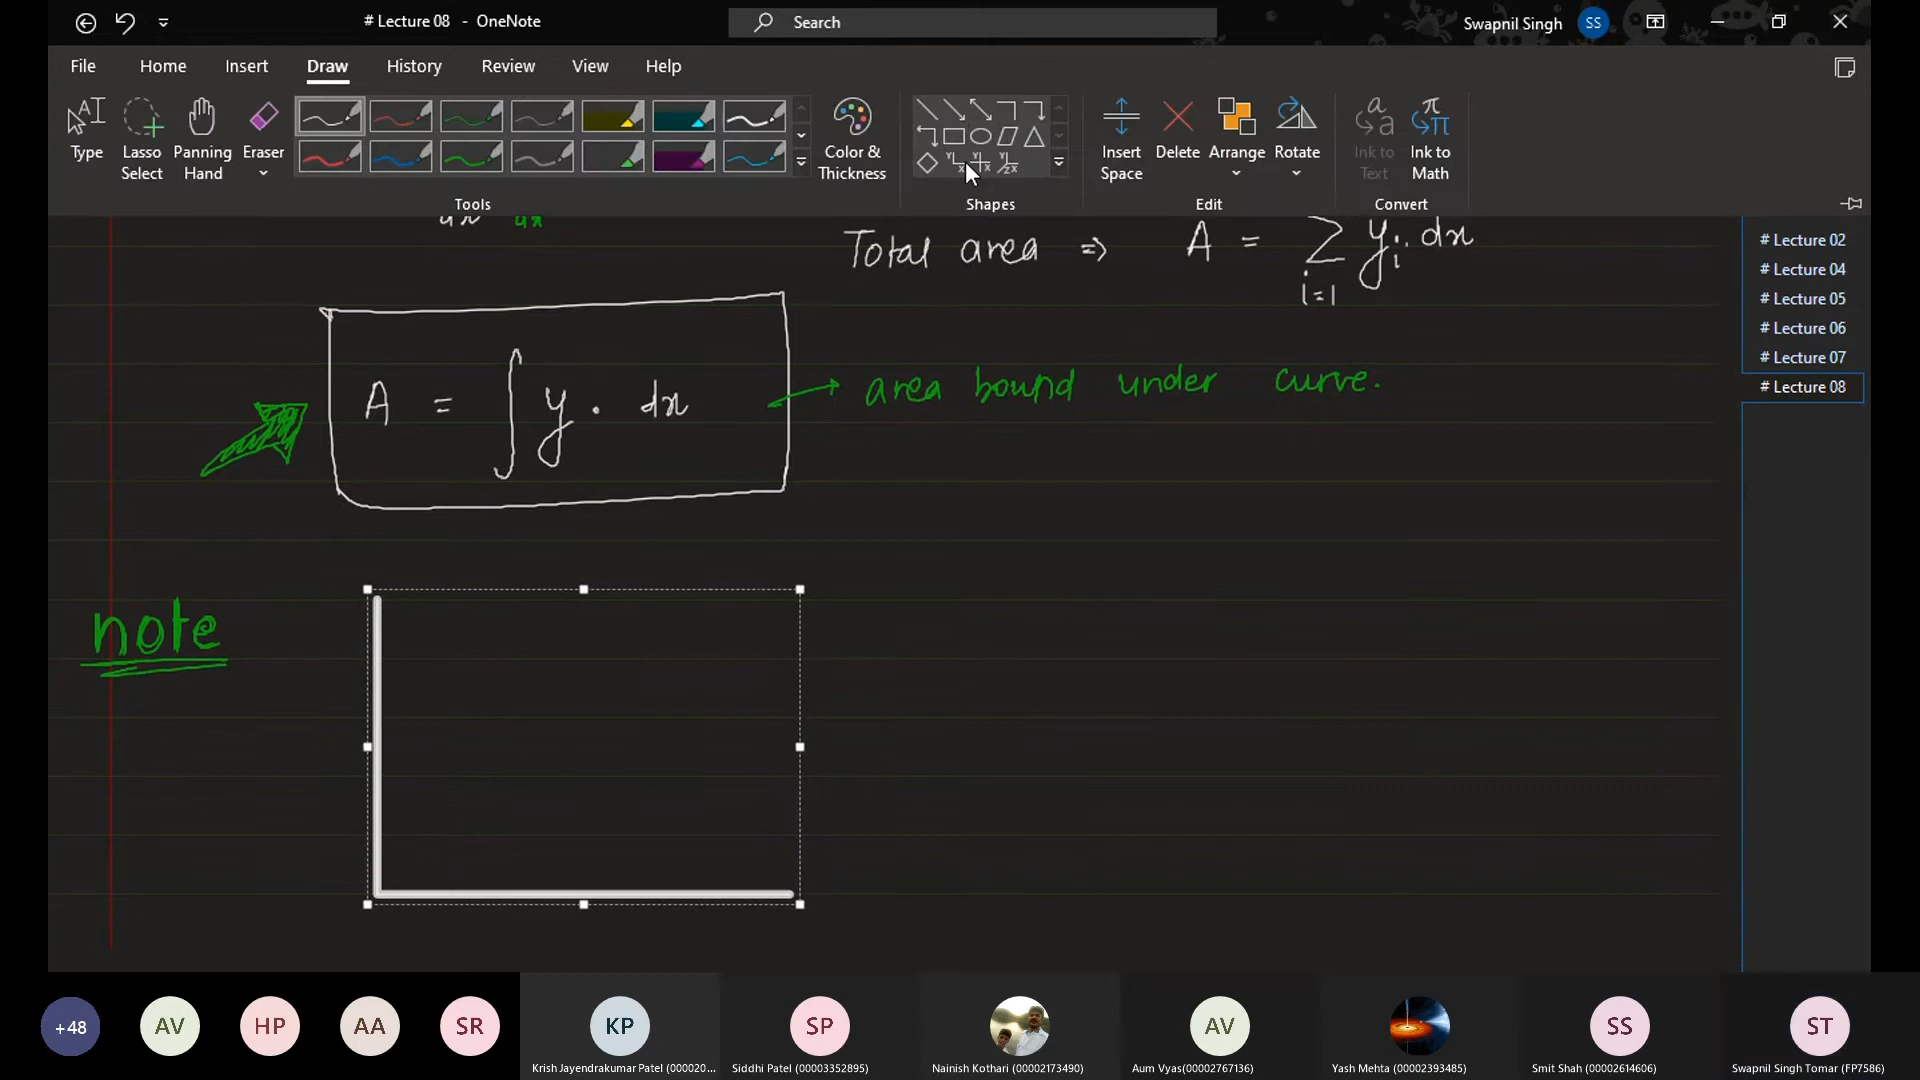 # Lecture 08 - OneNote
Search
Swapnil Singh
SS
File Home Insert Draw History Review View Help
Type
Lasso Select
Panning Hand
Eraser
Color & Thickness
Insert Space
Delete
Arrange
Rotate
Ink to Text
Ink to Math
Tools
Shapes
Edit
Convert
dx dx
Total area ⇒ A = Σ yi. dx
i=1
A = ∫ y . dx
area bound under curve.
note
# Lecture 02
# Lecture 04
# Lecture 05
# Lecture 06
# Lecture 07
# Lecture 08
+48
AV
HP
AA
SR
KP
SP
AV
SS
ST
Krish Jayendrakumar Patel (000020...
Siddhi Patel (00003352895)
Nainish Kothari (00002173490)
Aum Vyas(00002767136)
Yash Mehta (00002393485)
Smit Shah (00002614606)
Swapnil Singh Tomar (FP7586)